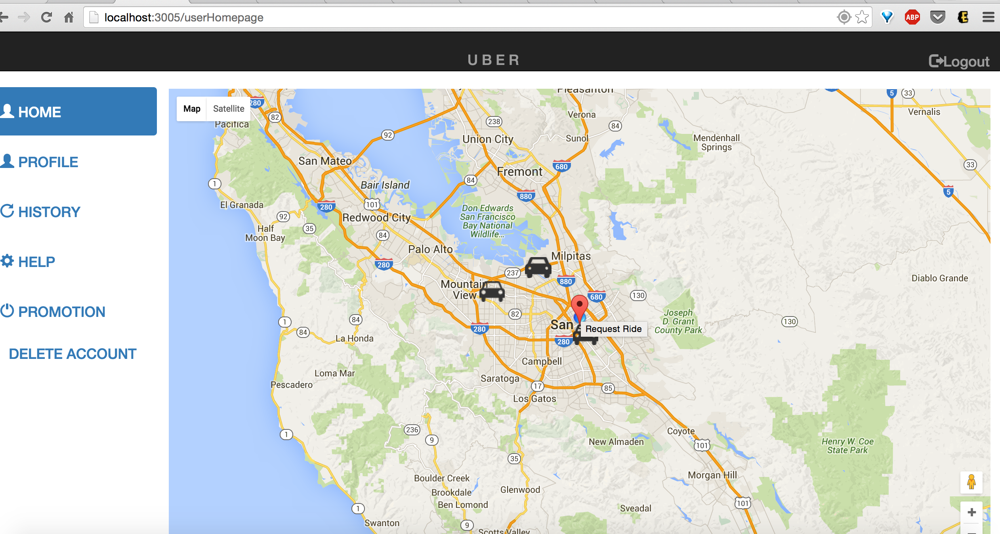 localhost:3005/userHomepage
ABP
E
UBER
Logout
HOME
PROFILE
HISTORY
HELP
PROMOTION
DELETE ACCOUNT
Map
Satellite
Pleasanton
280
5
33
82
Pacifica
Verona
Vernalis
238
84
92
Union City
Sunol
Mendenhall
Springs
San Mateo
680
33
Fremont
1
Bair Island
84
5
880
El Granada
101
280
Don Edwards
San Francisco
Bay National
Wildlife...
92
Redwood City
35
Half
Moon Bay
84
Palo Alto
Milpitas
280
237
Diablo Grande
880
Mountain
View
680
130
82
Joseph
D. Grant
County Park
84
1
130
San
Request Ride
280
84
280
La Honda
Campbell
Loma Mar
Saratoga
Pescadero
17
85
Los Gatos
236
1
9
Coyote
New Almaden
101
Henry W. Coe
State Park
35
Boulder Creek
Morgan Hill
Glenwood
Brookdale
Ben Lomond
101
1
Sveadal
Swanton
9
Scotts Valley